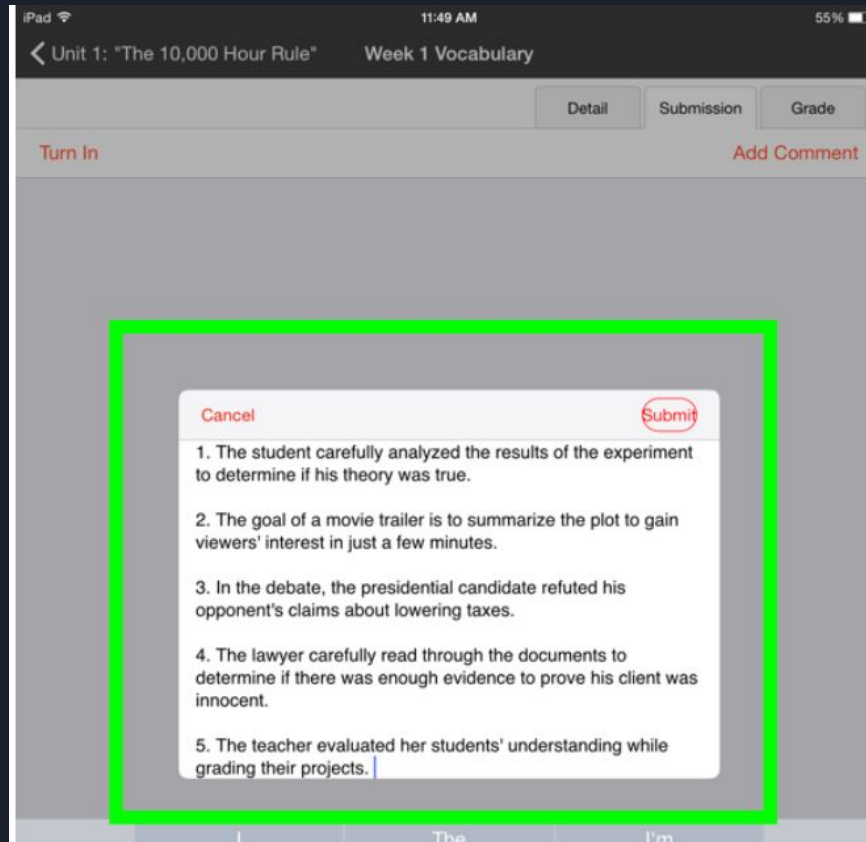 iPad 11:49 AM 55%
Unit 1: "The 10,000 Hour Rule" Week 1 Vocabulary
Detail Submission Grade
Turn In Add Comment
Cancel Submit
1. The student carefully analyzed the results of the experiment
to determine if his theory was true.
2. The goal of a movie trailer is to summarize the plot to gain
viewers' interest in just a few minutes.
3. In the debate, the presidential candidate refuted his
opponent's claims about lowering taxes.
4. The lawyer carefully read through the documents to
determine if there was enough evidence to prove his client was
innocent.
5. The teacher evaluated her students' understanding while
grading their projects.
I The I'm